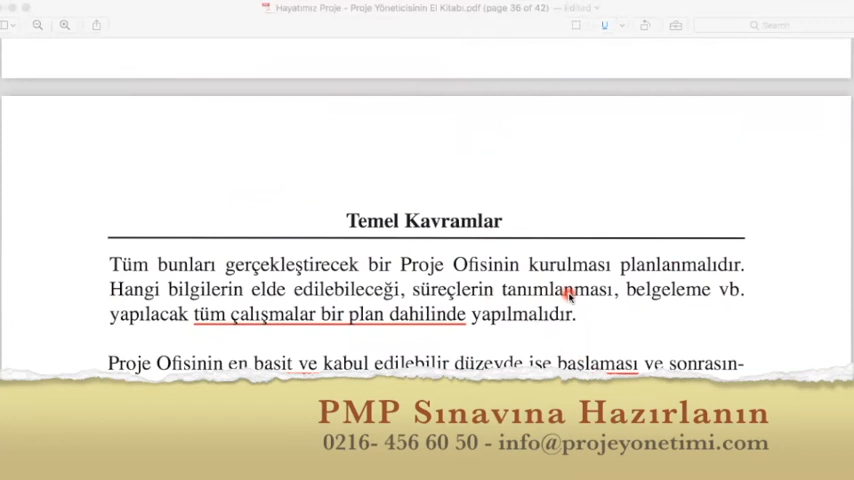 Hayatımız Proje - Proje Yöneticisinin El Kitabı.pdf (page 36 of 42) — Edited
Search
Temel Kavramlar
Tüm bunları gerçekleştirecek bir Proje Ofisinin kurulması planlanmalıdır.
Hangi bilgilerin elde edilebileceği, süreçlerin tanımlanması, belgeleme vb.
yapılacak tüm çalışmalar bir plan dahilinde yapılmalıdır.
Proje Ofisinin en basit ve kabul edilebilir düzeyde işe başlaması ve sonrasın-
PMP Sınavına Hazırlanın
0216- 456 60 50 - info@projeyonetimi.com